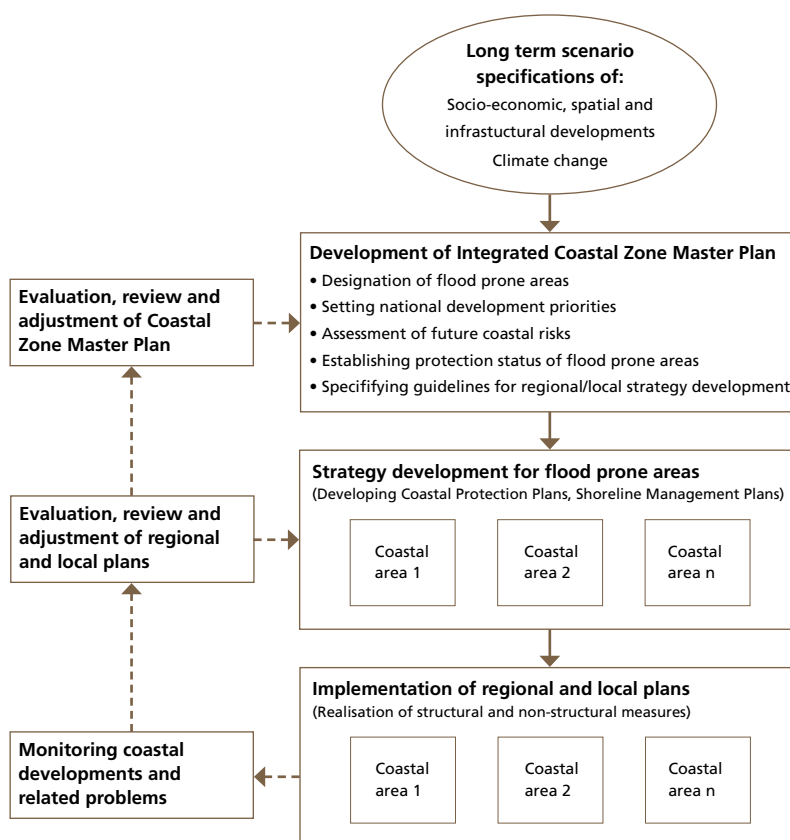 Long term scenario
specifications of:
Socio-economic, spatial and
infrastuctural developments
Climate change
Development of Integrated Coastal Zone Master Plan
• Designation of flood prone areas
• Setting national development priorities
• Assessment of future coastal risks
• Establishing protection status of flood prone areas
• Specififying guidelines for regional/local strategy development
Evaluation, review and
adjustment of Coastal
Zone Master Plan
Strategy development for flood prone areas
(Developing Coastal Protection Plans, Shoreline Management Plans)
Coastal
area 1
Coastal
area 2
Coastal
area n
Evaluation, review and
adjustment of regional
and local plans
Implementation of regional and local plans
(Realisation of structural and non-structural measures)
Coastal
area 1
Coastal
area 2
Coastal
area n
Monitoring coastal
developments and
related problems